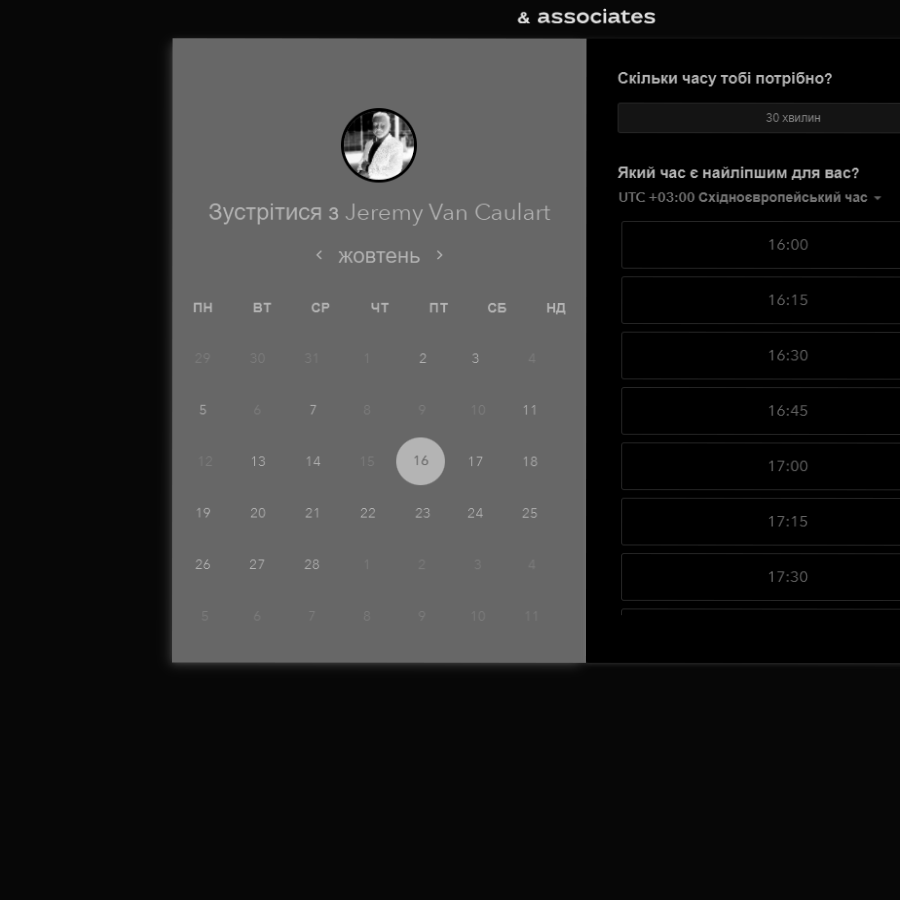 & associates
Зустрітися з Jeremy Van Caulart
жовтень
ПН ВТ СР ЧТ ПТ СБ НД
29 30 31 1 2 3 4
5 6 7 8 9 10 11
12 13 14 15 16 17 18
19 20 21 22 23 24 25
26 27 28 1 2 3 4
5 6 7 8 9 10 11
Скільки часу тобі потрібно?
30 хвилин
Який час є найліпшим для вас?
UTC +03:00 Східноєвропейський час
16:00
16:15
16:30
16:45
17:00
17:15
17:30